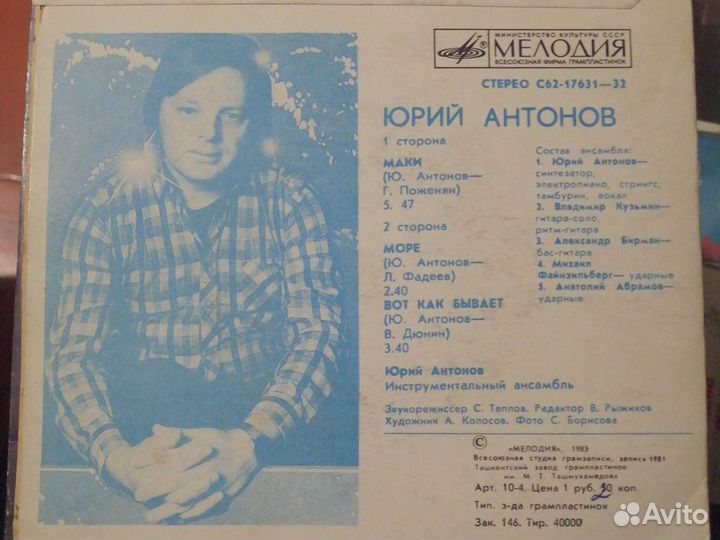 МИНИСТЕРСТВО КУЛЬТУРЫ СССР
МЕЛОДИЯ
ВСЕСОЮЗНАЯ ФИРМА ГРАМПЛАСТИНОК
СТЕРЕО С62-17631—32
ЮРИЙ АНТОНОВ
1 сторона
МАКИ
(Ю. Антонов—
Г. Поженян)
5. 47
2 сторона
МОРЕ
(Ю. Антонов—
Л. Фадеев)
2.40
ВОТ КАК БЫВАЕТ
(Ю. Антонов—
В. Дюнин)
3.40
Состав ансамбля:
1. Юрий Антонов—
синтезатор,
электропиано, стрингс,
тамбурин, вокал
2. Владимир Кузьмин—
гитара-соло,
ритм-гитара
3. Александр Бирман—
бас-гитара
4. Михаил
Файнзильберг— ударные
5. Анатолий Абрамов—
ударные
Юрий Антонов
Инструментальный ансамбль
Звукорежиссер С. Теплов. Редактор В. Рыжиков
Художник А. Колосов. Фото С. Борисова
© «МЕЛОДИЯ», 1983
Всесоюзная студия грамзаписи, запись 1981
Ташкентский завод грампластинок
им. М. Т. Ташмухамедова
Арт. 10-4. Цена 1 руб. 20 коп.
Тип. з-да грампластинок
Зак. 146. Тир. 40000
Avito